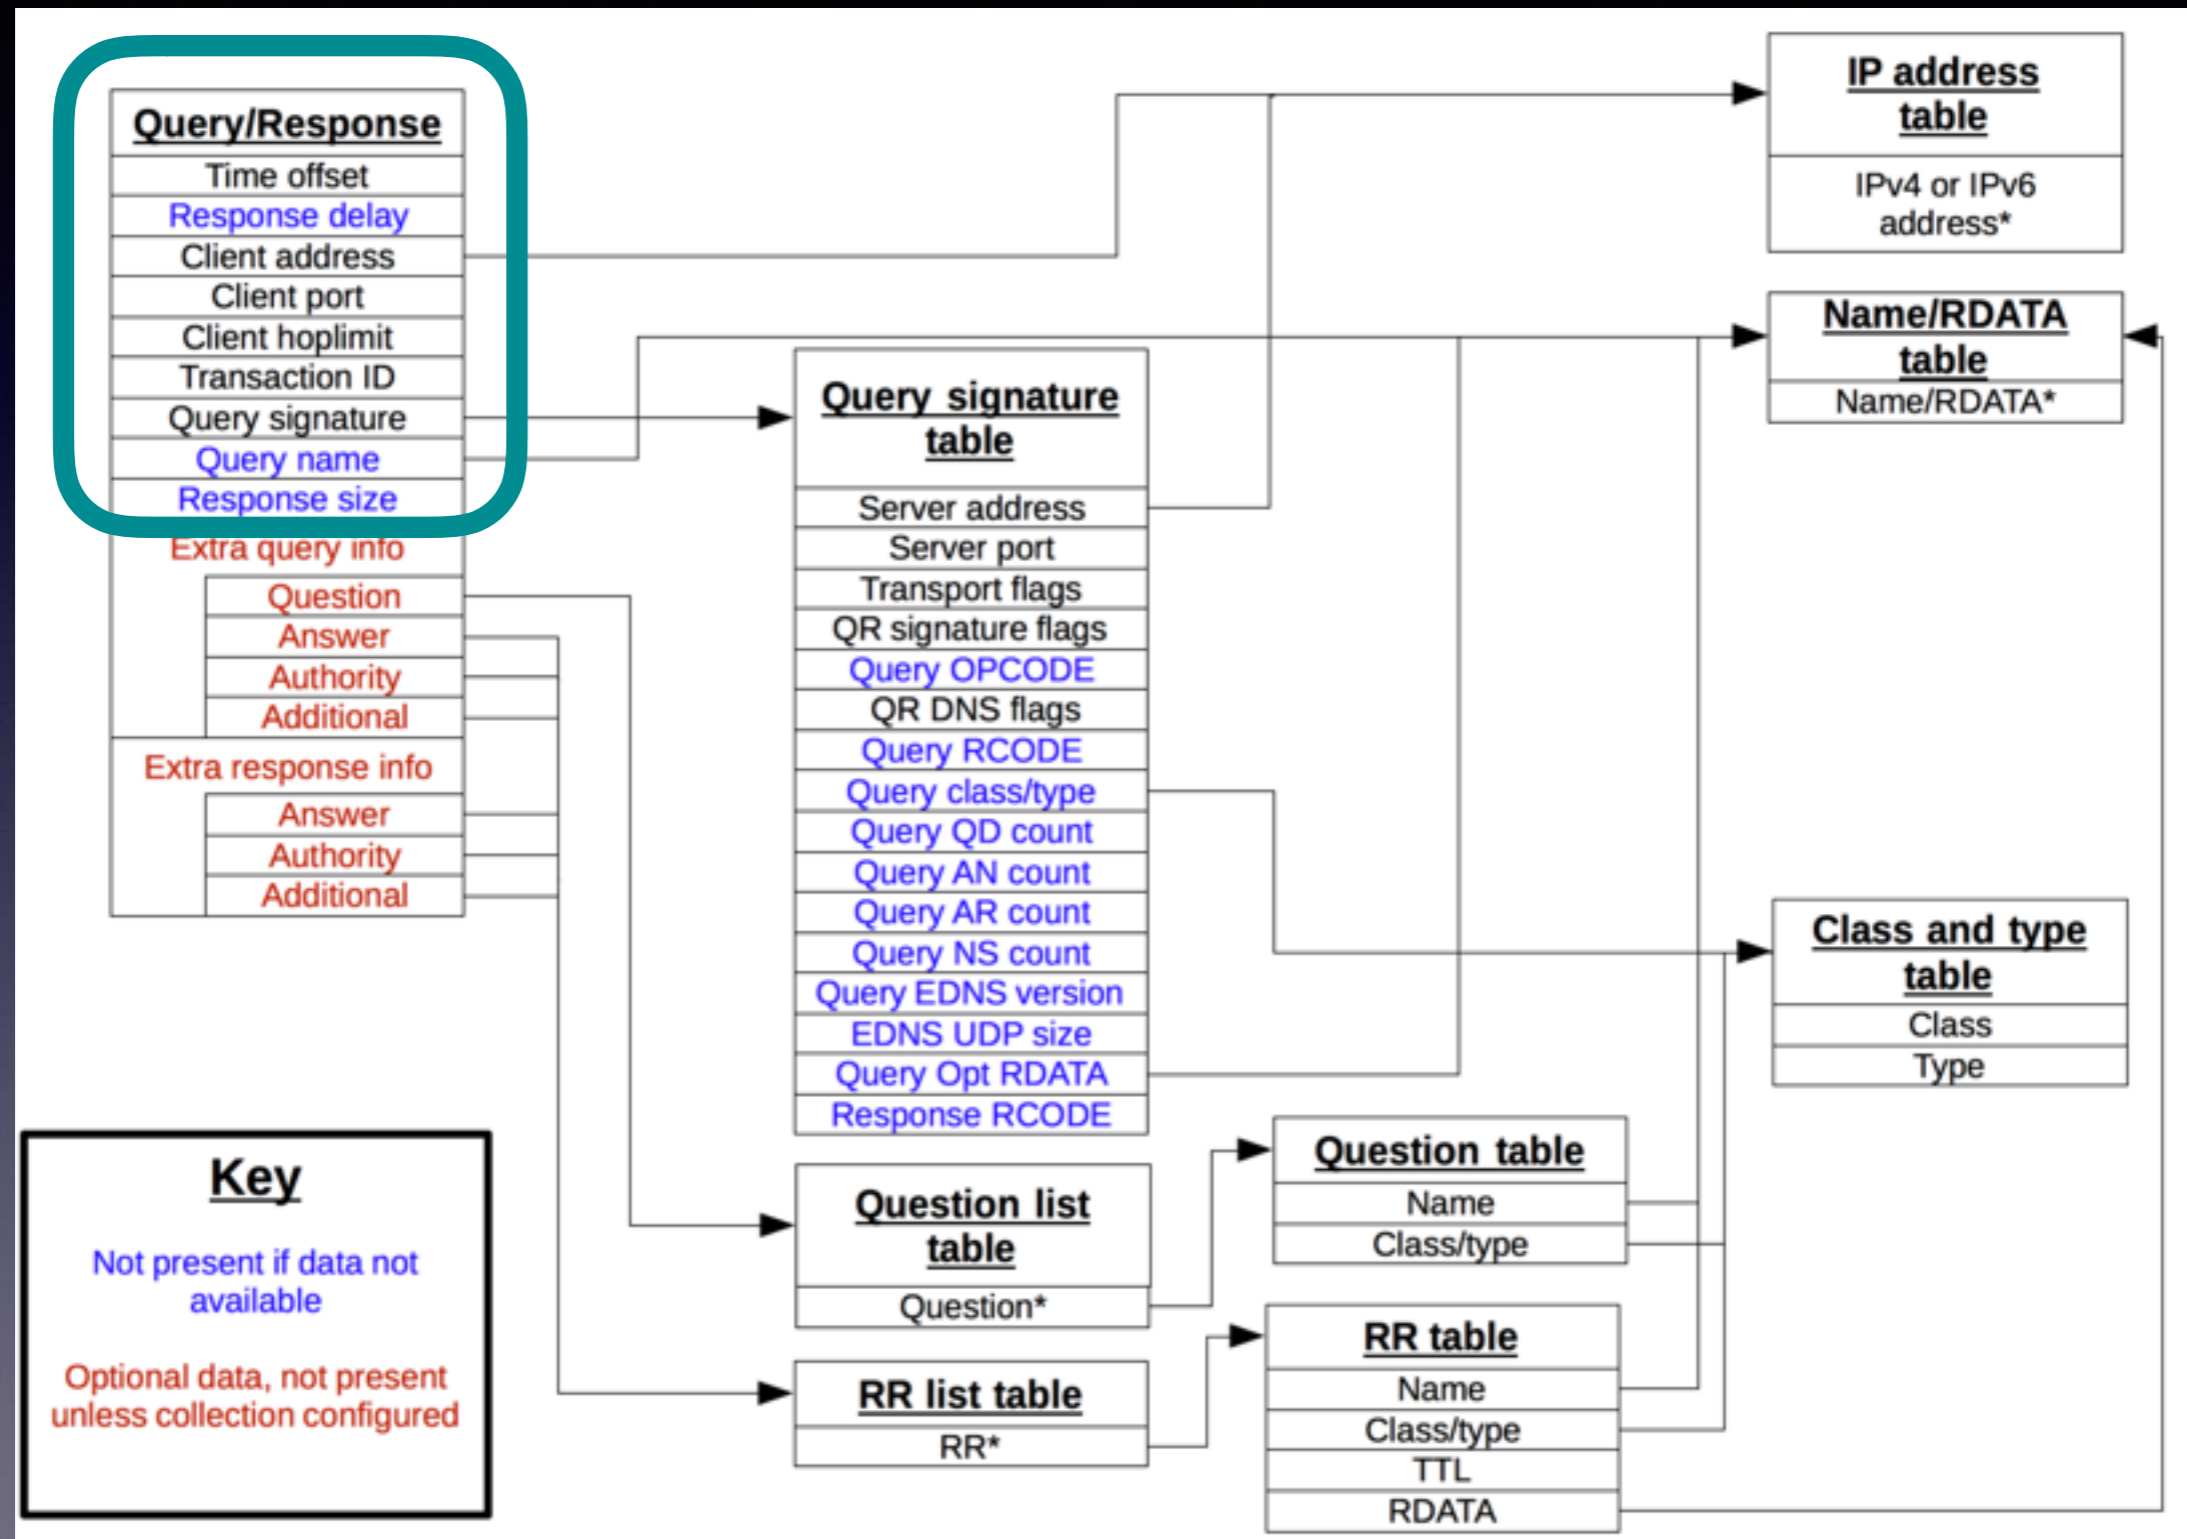 Query/Response
Time offset
Response delay
Client address
Client port
Client hoplimit
Transaction ID
Query signature
Query name
Response size
Extra query info
Question
Answer
Authority
Additional
Extra response info
Answer
Authority
Additional
Key
Not present if data not
available
Optional data, not present
unless collection configured
Query signature
table
Server address
Server port
Transport flags
QR signature flags
Query OPCODE
QR DNS flags
Query RCODE
Query class/type
Query QD count
Query AN count
Query AR count
Query NS count
Query EDNS version
EDNS UDP size
Query Opt RDATA
Response RCODE
Question list
table
Question*
RR list table
RR*
Question table
Name
Class/type
RR table
Name
Class/type
TTL
RDATA
IP address
table
IPv4 or IPv6
address*
Name/RDATA
table
Name/RDATA*
Class and type
table
Class
Type